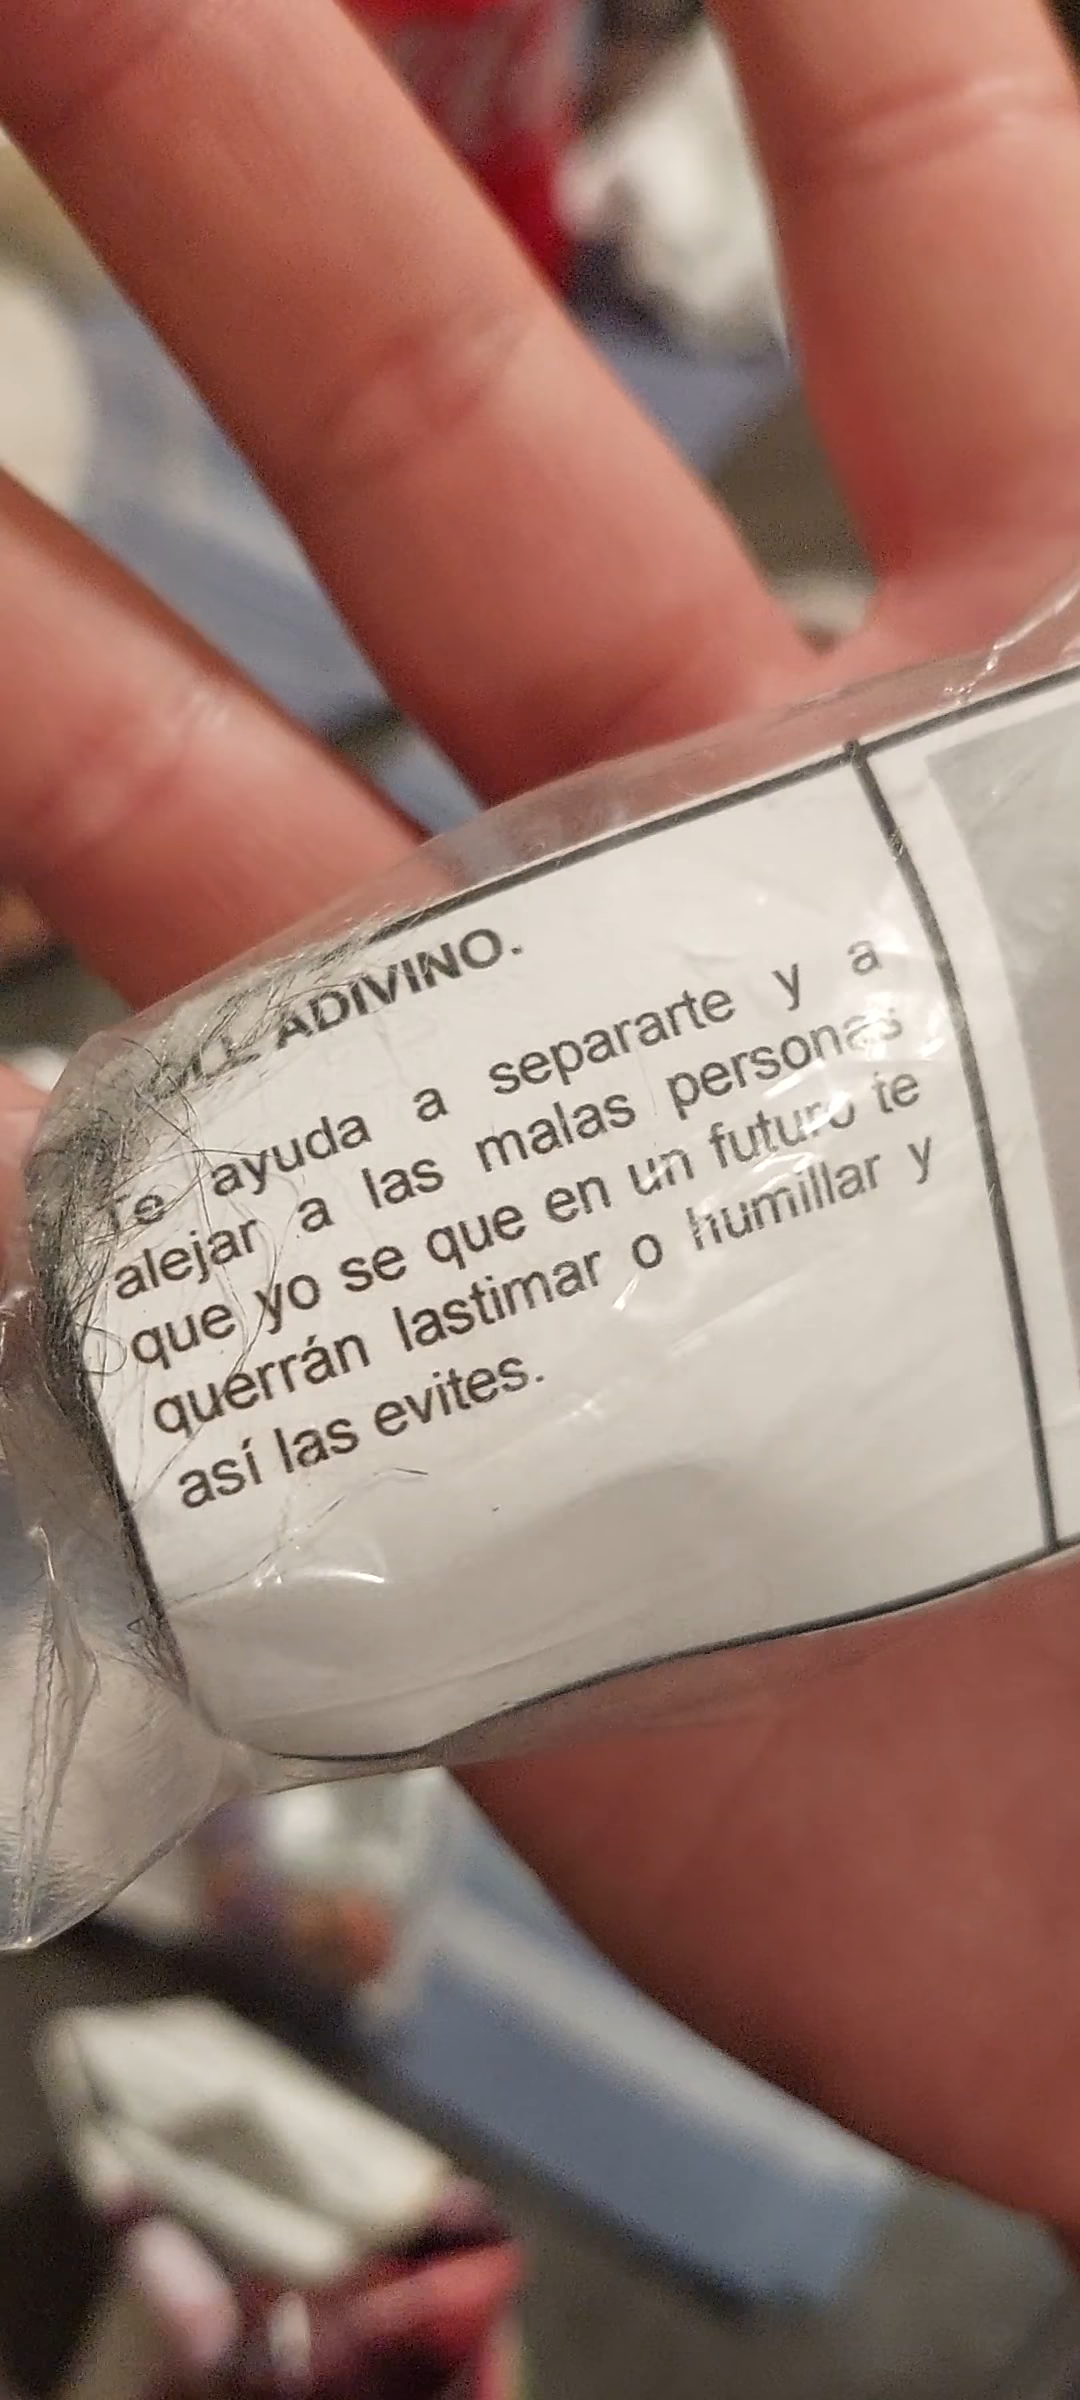 ADIVINO.
Te ayuda a separarte y a
alejar a las malas personas
que yo se que en un futuro te
querrán lastimar o humillar y
así las evites.